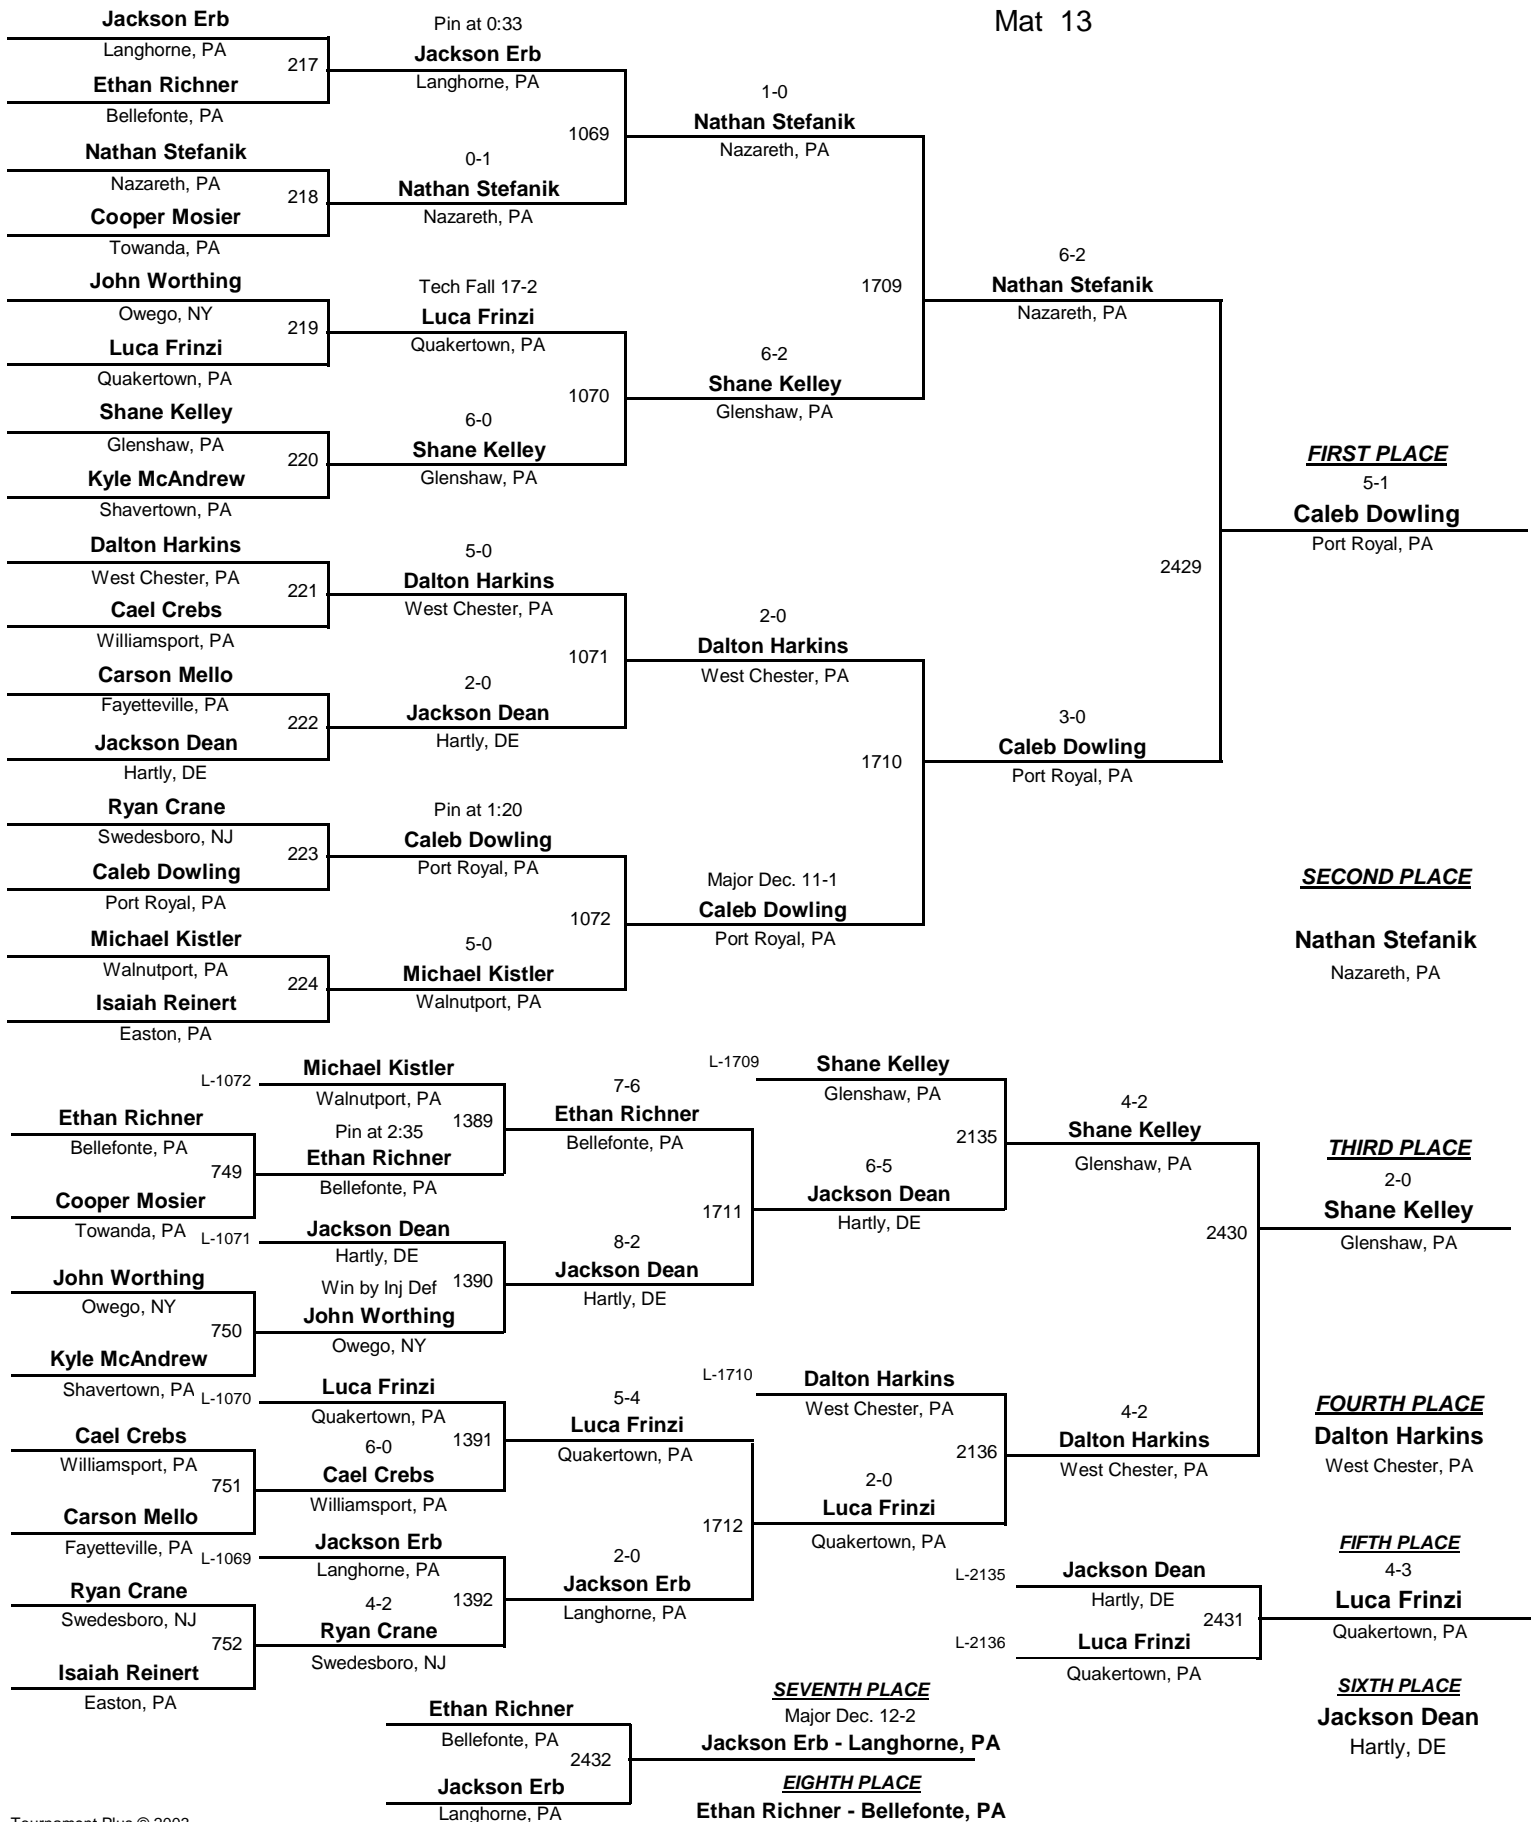 Mat 13
Jackson Erb
Langhorne, PA
217
Ethan Richner
Bellefonte, PA
Nathan Stefanik
Nazareth, PA
218
Cooper Mosier
Towanda, PA
John Worthing
Owego, NY
219
Luca Frinzi
Quakertown, PA
Shane Kelley
Glenshaw, PA
220
Kyle McAndrew
Shavertown, PA
Dalton Harkins
West Chester, PA
221
Cael Crebs
Williamsport, PA
Carson Mello
Fayetteville, PA
222
Jackson Dean
Hartly, DE
Ryan Crane
Swedesboro, NJ
223
Caleb Dowling
Port Royal, PA
Michael Kistler
Walnutport, PA
224
Isaiah Reinert
Easton, PA
Pin at 0:33
Jackson Erb
Langhorne, PA
1069
0-1
Nathan Stefanik
Nazareth, PA
Tech Fall 17-2
Luca Frinzi
Quakertown, PA
1070
6-0
Shane Kelley
Glenshaw, PA
5-0
Dalton Harkins
West Chester, PA
1071
2-0
Jackson Dean
Hartly, DE
Pin at 1:20
Caleb Dowling
Port Royal, PA
1072
5-0
Michael Kistler
Walnutport, PA
1-0
Nathan Stefanik
Nazareth, PA
1709
6-2
Shane Kelley
Glenshaw, PA
2-0
Dalton Harkins
West Chester, PA
1710
Major Dec. 11-1
Caleb Dowling
Port Royal, PA
6-2
Nathan Stefanik
Nazareth, PA
2429
3-0
Caleb Dowling
Port Royal, PA
FIRST PLACE
5-1
Caleb Dowling
Port Royal, PA
SECOND PLACE
Nathan Stefanik
Nazareth, PA
Ethan Richner
Bellefonte, PA
749
Cooper Mosier
Towanda, PA
John Worthing
Owego, NY
750
Kyle McAndrew
Shavertown, PA
Cael Crebs
Williamsport, PA
751
Carson Mello
Fayetteville, PA
Ryan Crane
Swedesboro, NJ
752
Isaiah Reinert
Easton, PA
L-1072
Michael Kistler
Walnutport, PA
1389
Pin at 2:35
Ethan Richner
Bellefonte, PA
L-1071
Jackson Dean
Hartly, DE
1390
Win by Inj Def
John Worthing
Owego, NY
L-1070
Luca Frinzi
Quakertown, PA
1391
6-0
Cael Crebs
Williamsport, PA
L-1069
Jackson Erb
Langhorne, PA
1392
4-2
Ryan Crane
Swedesboro, NJ
7-6
Ethan Richner
Bellefonte, PA
1711
8-2
Jackson Dean
Hartly, DE
5-4
Luca Frinzi
Quakertown, PA
1712
2-0
Jackson Erb
Langhorne, PA
L-1709
Shane Kelley
Glenshaw, PA
2135
6-5
Jackson Dean
Hartly, DE
L-1710
Dalton Harkins
West Chester, PA
2136
2-0
Luca Frinzi
Quakertown, PA
4-2
Shane Kelley
Glenshaw, PA
2430
4-2
Dalton Harkins
West Chester, PA
THIRD PLACE
2-0
Shane Kelley
Glenshaw, PA
FOURTH PLACE
Dalton Harkins
West Chester, PA
L-2135
Jackson Dean
Hartly, DE
2431
L-2136
Luca Frinzi
Quakertown, PA
FIFTH PLACE
4-3
Luca Frinzi
Quakertown, PA
SIXTH PLACE
Jackson Dean
Hartly, DE
Ethan Richner
Bellefonte, PA
2432
Jackson Erb
Langhorne, PA
SEVENTH PLACE
Major Dec. 12-2
Jackson Erb - Langhorne, PA
EIGHTH PLACE
Ethan Richner - Bellefonte, PA
Tournament Plus © 2002